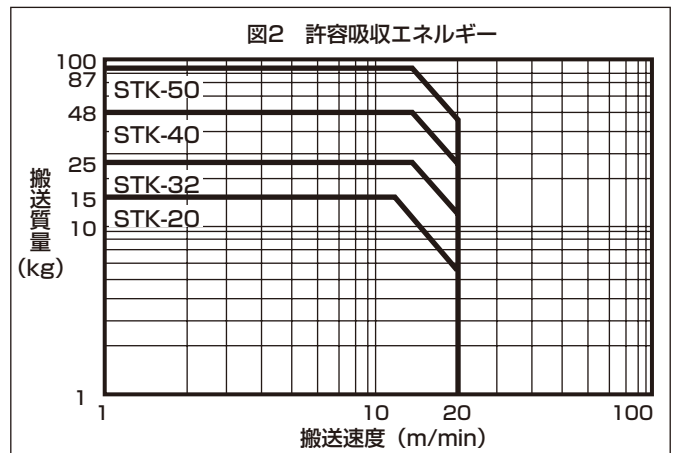 図2 許容吸収エネルギー
100
87
48
25
15
10
1
搬送質量
(kg)
STK-50
STK-40
STK-32
STK-20
1 10 20 100
搬送速度(m/min)